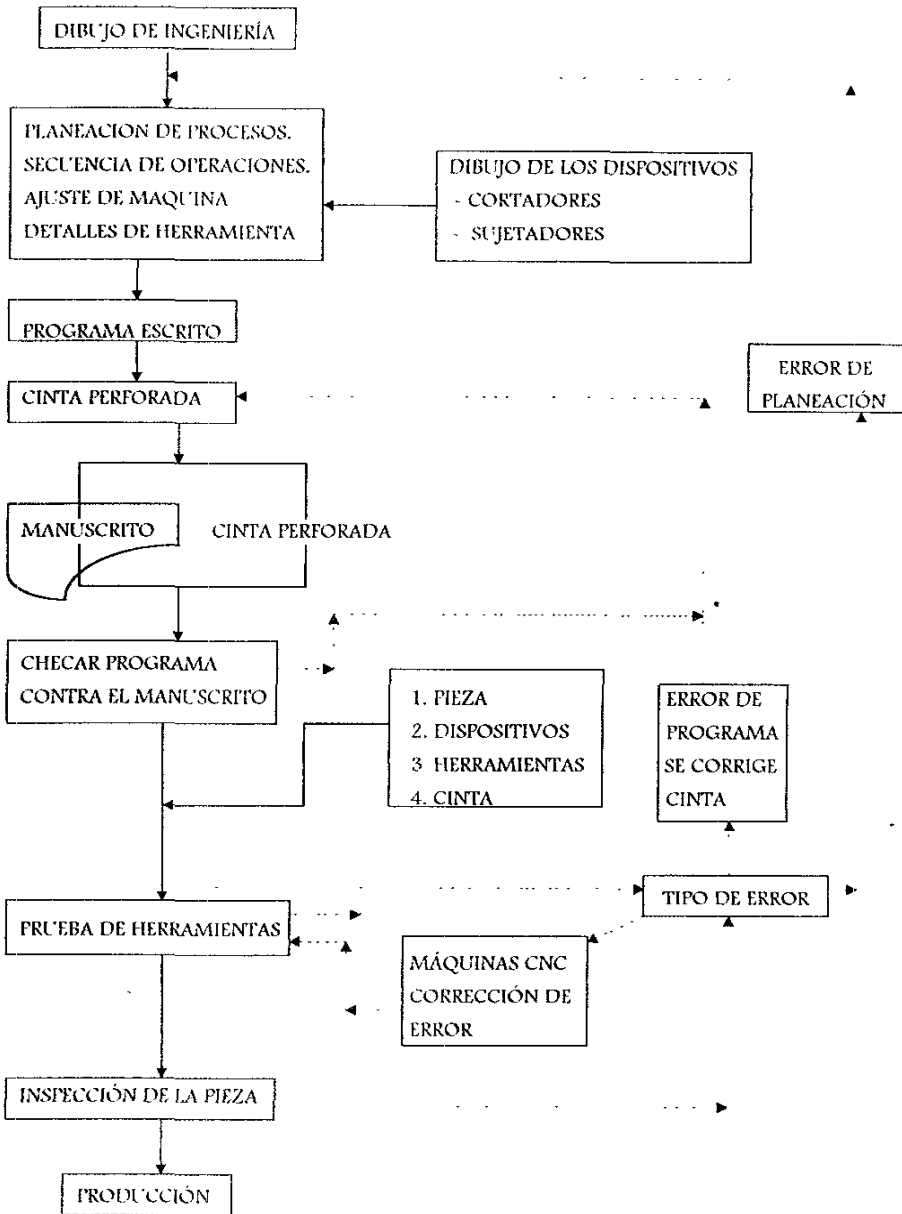 DIBUJO DE INGENIERÍA
PLANEACION DE PROCESOS.
SECUENCIA DE OPERACIONES.
AJUSTE DE MAQUINA
DETALLES DE HERRAMIENTA
DIBUJO DE LOS DISPOSITIVOS
- CORTADORES
- SUJETADORES
PROGRAMA ESCRITO
CINTA PERFORADA
ERROR DE
PLANEACIÓN
MANUSCRITO
CINTA PERFORADA
CHECAR PROGRAMA
CONTRA EL MANUSCRITO
1. PIEZA
2. DISPOSITIVOS
3 HERRAMIENTAS
4. CINTA
ERROR DE
PROGRAMA
SE CORRIGE
CINTA
TIPO DE ERROR
PRUEBA DE HERRAMIENTAS
MÁQUINAS CNC
CORRECCIÓN DE
ERROR
INSPECCIÓN DE LA PIEZA
PRODUCCIÓN